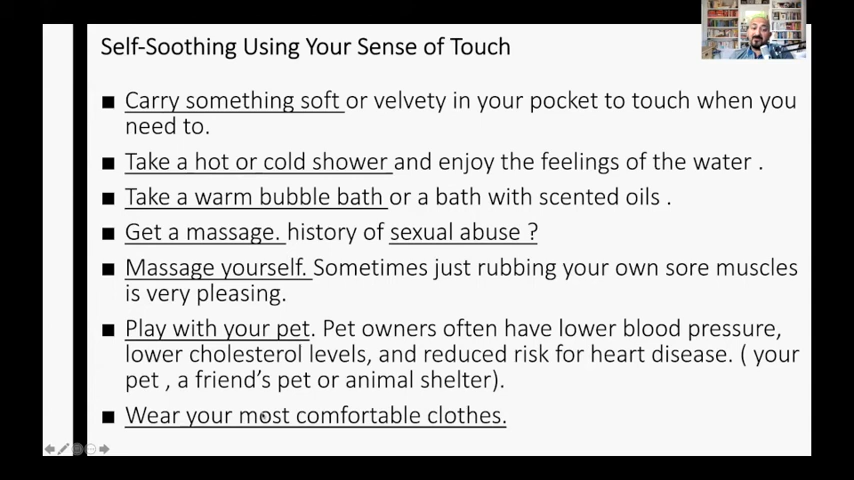 Self-Soothing Using Your Sense of Touch
■ Carry something soft or velvety in your pocket to touch when you
need to.
■ Take a hot or cold shower and enjoy the feelings of the water .
■ Take a warm bubble bath or a bath with scented oils .
■ Get a massage. history of sexual abuse ?
■ Massage yourself. Sometimes just rubbing your own sore muscles
is very pleasing.
■ Play with your pet. Pet owners often have lower blood pressure,
lower cholesterol levels, and reduced risk for heart disease. ( your
pet , a friend’s pet or animal shelter).
■ Wear your most comfortable clothes.